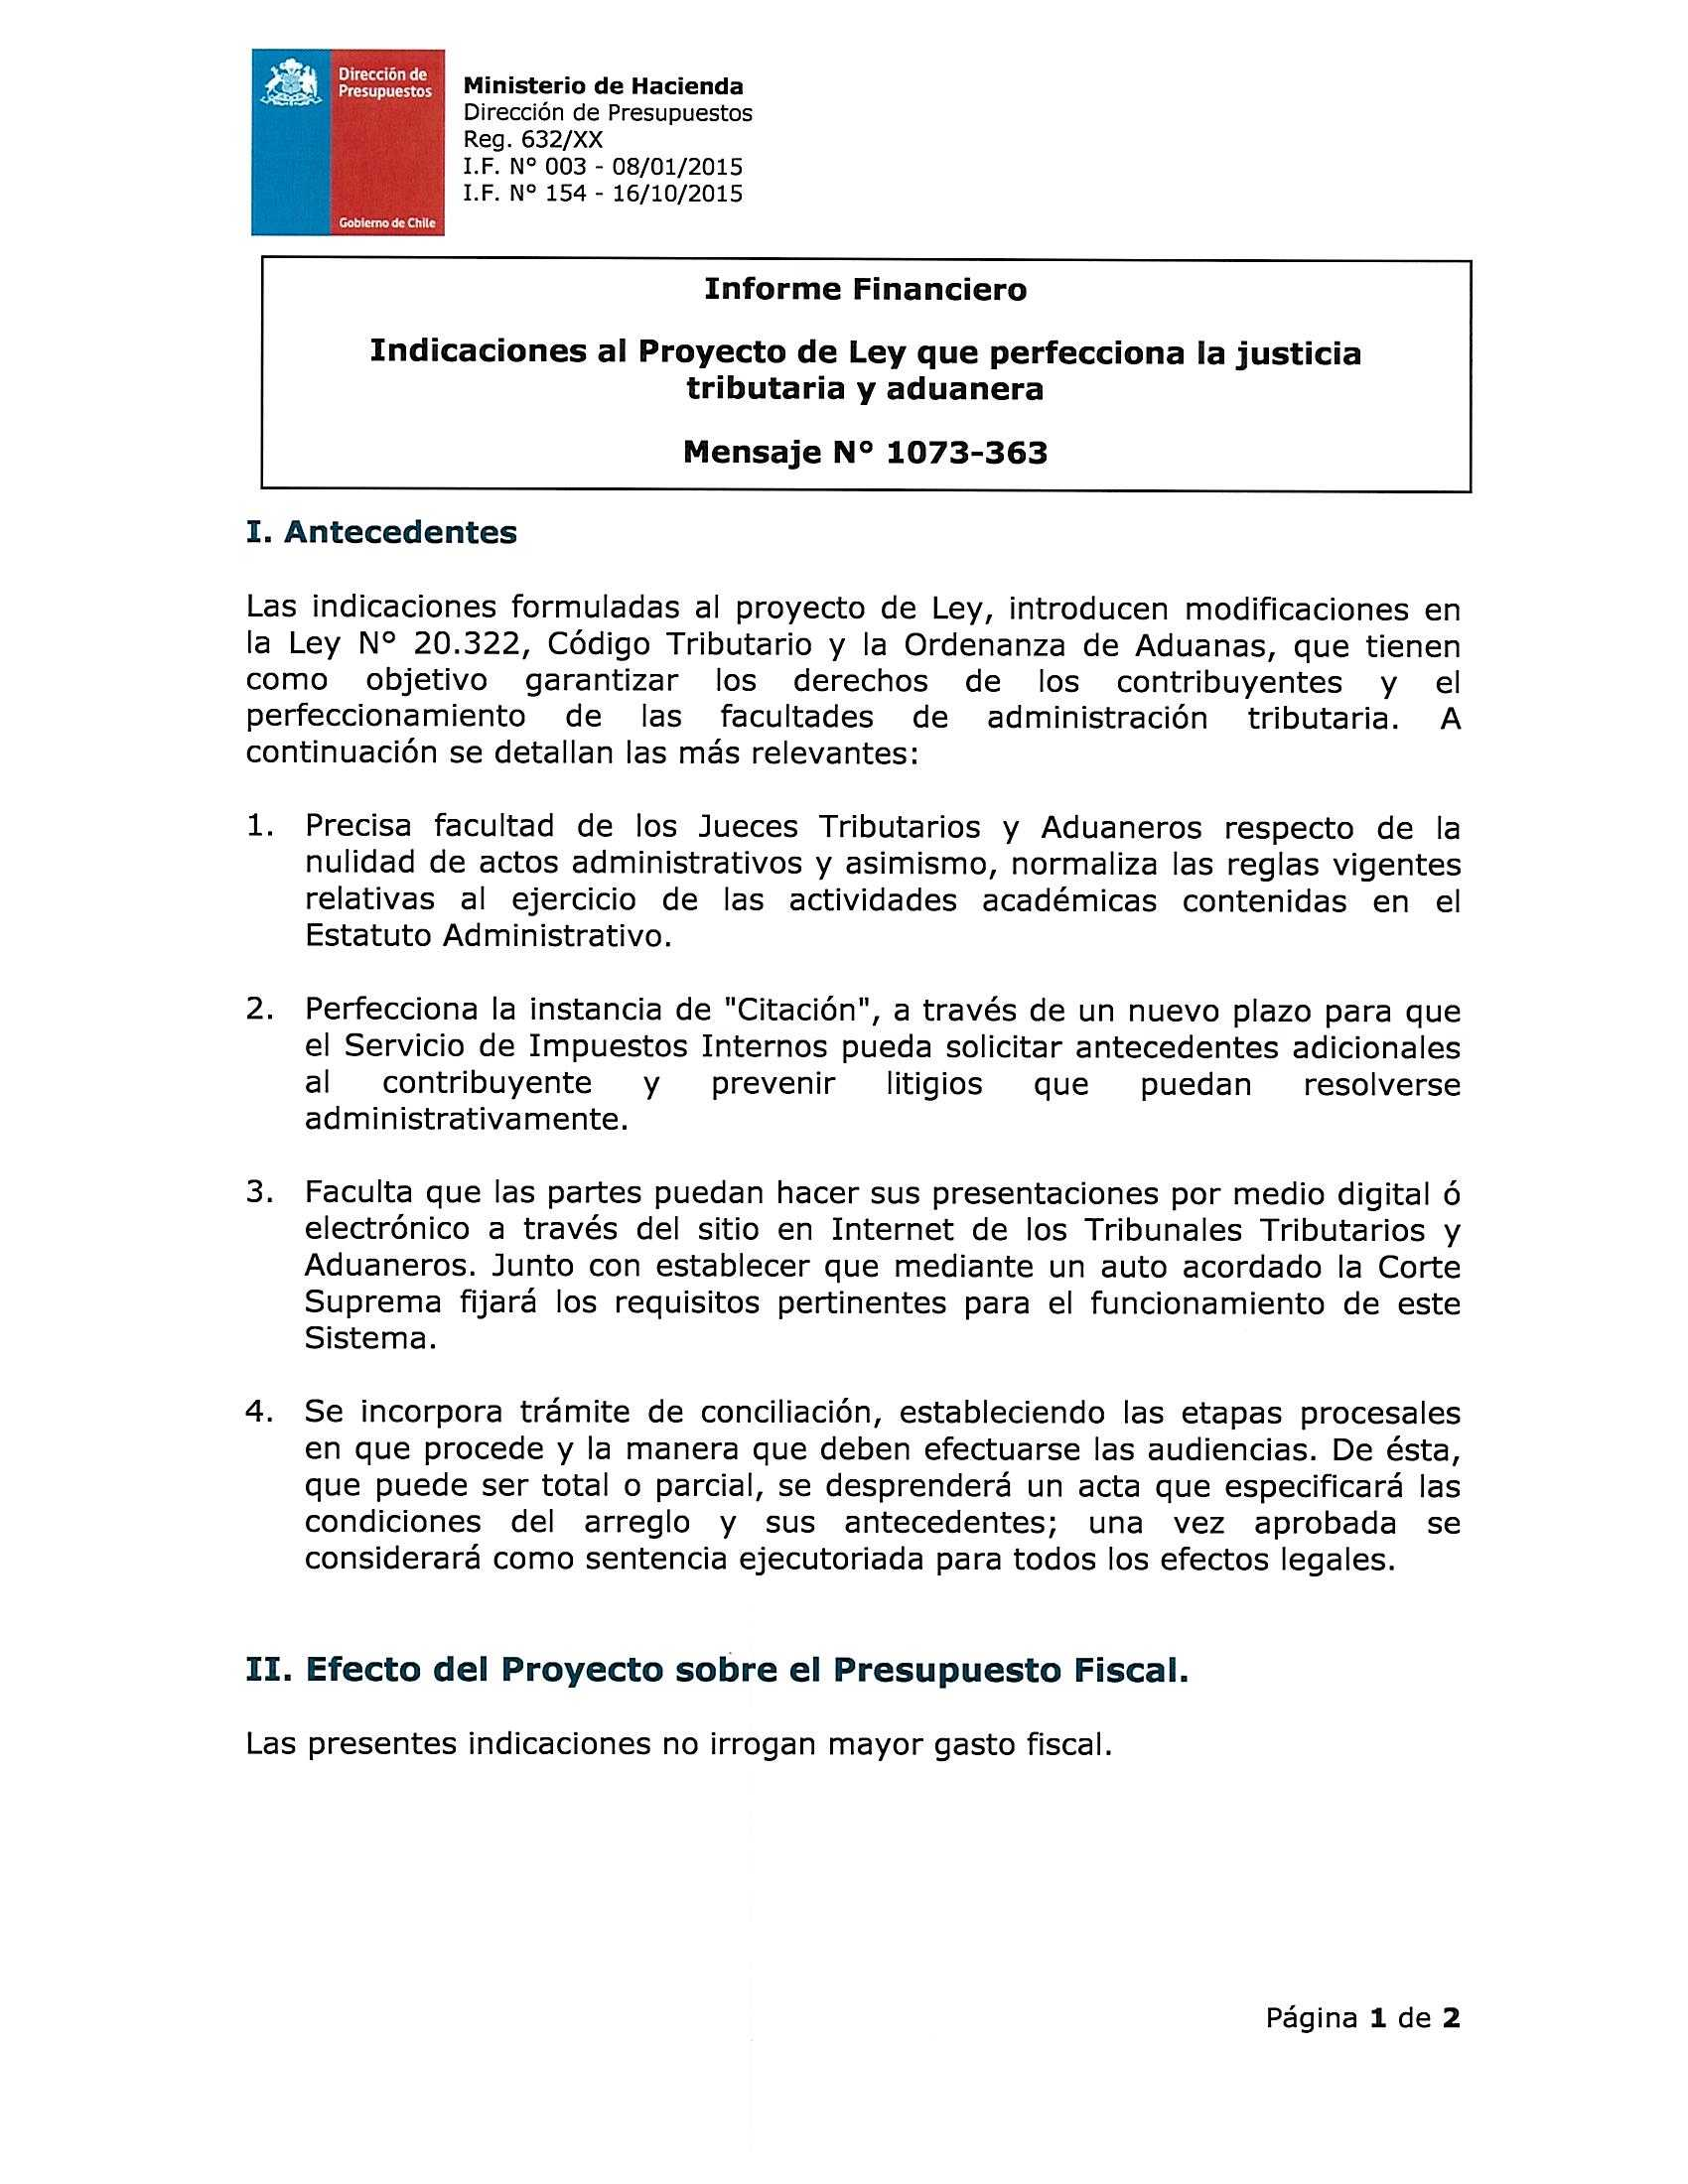 Dirección de
Presupuestos
Gobierno de Chile
Ministerio de Hacienda
Dirección de Presupuestos
Reg. 632/XX
I.F. N° 003 - 08/01/2015
I.F. N° 154 - 16/10/2015
Informe Financiero
Indicaciones al Proyecto de Ley que perfecciona la justicia
tributaria y aduanera
Mensaje N° 1073-363
I. Antecedentes
Las indicaciones formuladas al proyecto de Ley, introducen modificaciones en
la Ley N° 20.322, Código Tributario y la Ordenanza de Aduanas, que tienen
como objetivo garantizar los derechos de los contribuyentes y el
perfeccionamiento de las facultades de administración tributaria. A
continuación se detallan las más relevantes:
1. Precisa facultad de los Jueces Tributarios y Aduaneros respecto de la
nulidad de actos administrativos y asimismo, normaliza las reglas vigentes
relativas al ejercicio de las actividades académicas contenidas en el
Estatuto Administrativo.
2. Perfecciona la instancia de "Citación", a través de un nuevo plazo para que
el Servicio de Impuestos Internos pueda solicitar antecedentes adicionales
al contribuyente y prevenir litigios que puedan resolverse
administrativamente.
3. Faculta que las partes puedan hacer sus presentaciones por medio digital ó
electrónico a través del sitio en Internet de los Tribunales Tributarios y
Aduaneros. Junto con establecer que mediante un auto acordado la Corte
Suprema fijará los requisitos pertinentes para el funcionamiento de este
Sistema.
4. Se incorpora trámite de conciliación, estableciendo las etapas procesales
en que procede y la manera que deben efectuarse las audiencias. De ésta,
que puede ser total o parcial, se desprenderá un acta que especificará las
condiciones del arreglo y sus antecedentes; una vez aprobada se
considerará como sentencia ejecutoriada para todos los efectos legales.
II. Efecto del Proyecto sobre el Presupuesto Fiscal.
Las presentes indicaciones no irrogan mayor gasto fiscal.
Página 1 de 2